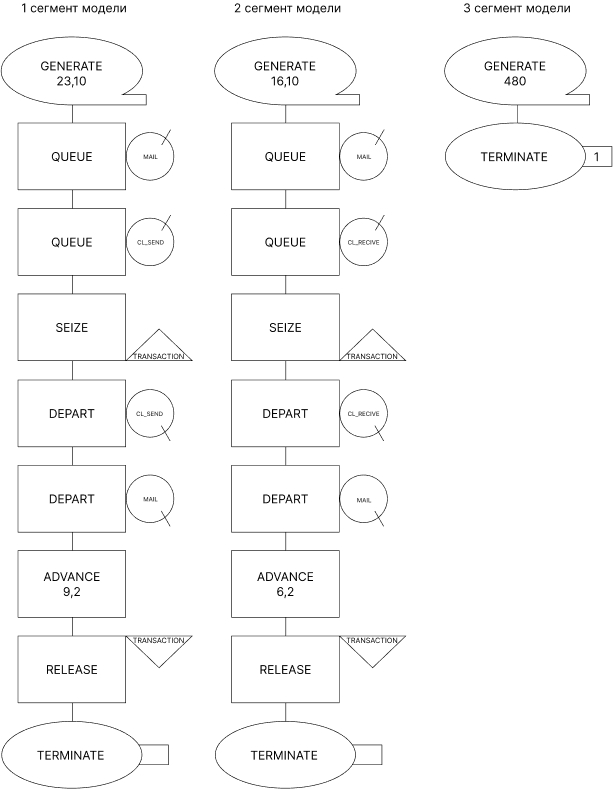 1 сегмент модели
GENERATE
23,10
QUEUE
MAIL
QUEUE
CL_SEND
SEIZE
TRANSACTION
DEPART
CL_SEND
DEPART
MAIL
ADVANCE
9,2
RELEASE
TRANSACTION
TERMINATE
2 сегмент модели
GENERATE
16,10
QUEUE
MAIL
QUEUE
CL_RECIVE
SEIZE
TRANSACTION
DEPART
CL_RECIVE
DEPART
MAIL
ADVANCE
6,2
RELEASE
TRANSACTION
TERMINATE
3 сегмент модели
GENERATE
480
TERMINATE
1